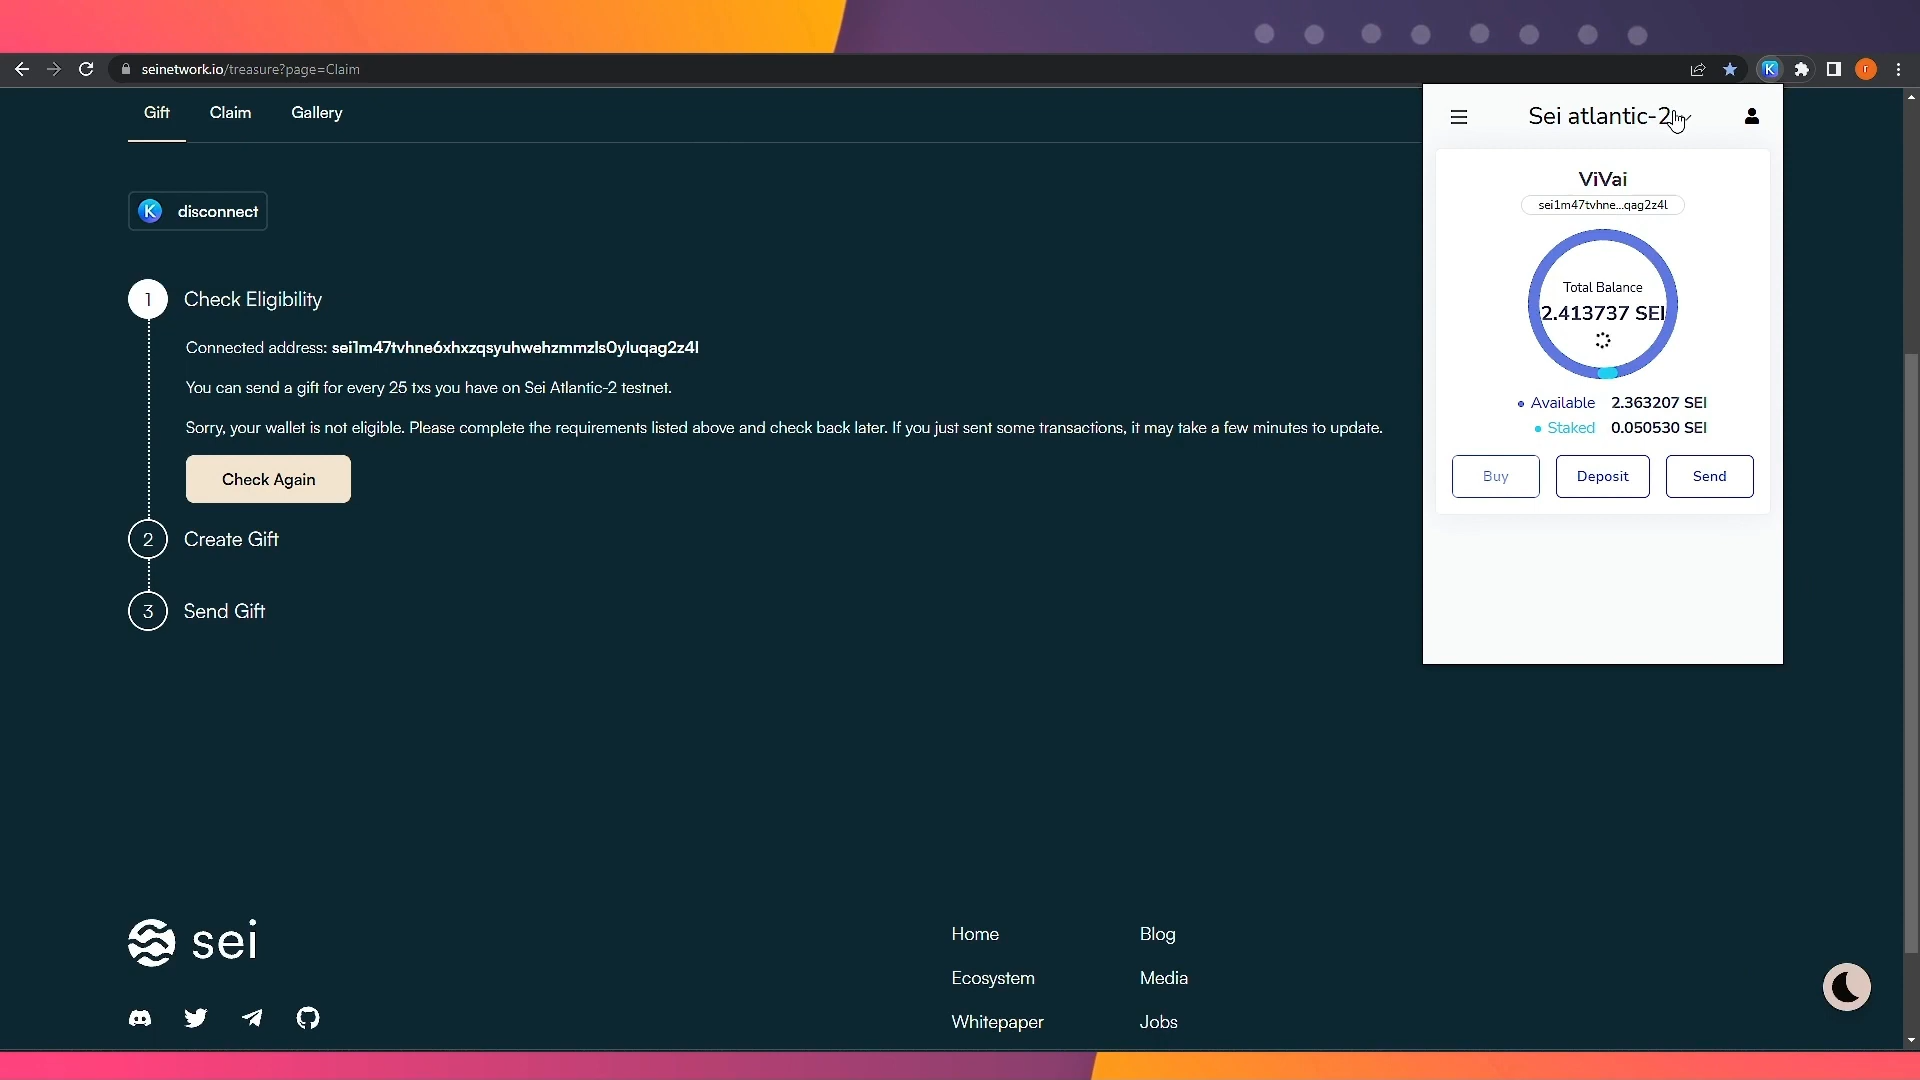 seinetwork.io/treasure?page=Claim
Gift Claim Gallery
disconnect
1 Check Eligibility
Connected address: sei1m47tvhne6xhxzqsyuhwehzmmzls0yluqag2z4l
You can send a gift for every 25 txs you have on Sei Atlantic-2 testnet.
Sorry, your wallet is not eligible. Please complete the requirements listed above and check back later. If you just sent some transactions, it may take a few minutes to update.
Check Again
2 Create Gift
3 Send Gift
Sei atlantic-2
ViVai
sei1m47tvhne...qag2z4l
Total Balance
2.413737 SEI
Available 2.363207 SEI
Staked 0.050530 SEI
Buy Deposit Send
sei
Home Blog
Ecosystem Media
Whitepaper Jobs
K
K
r